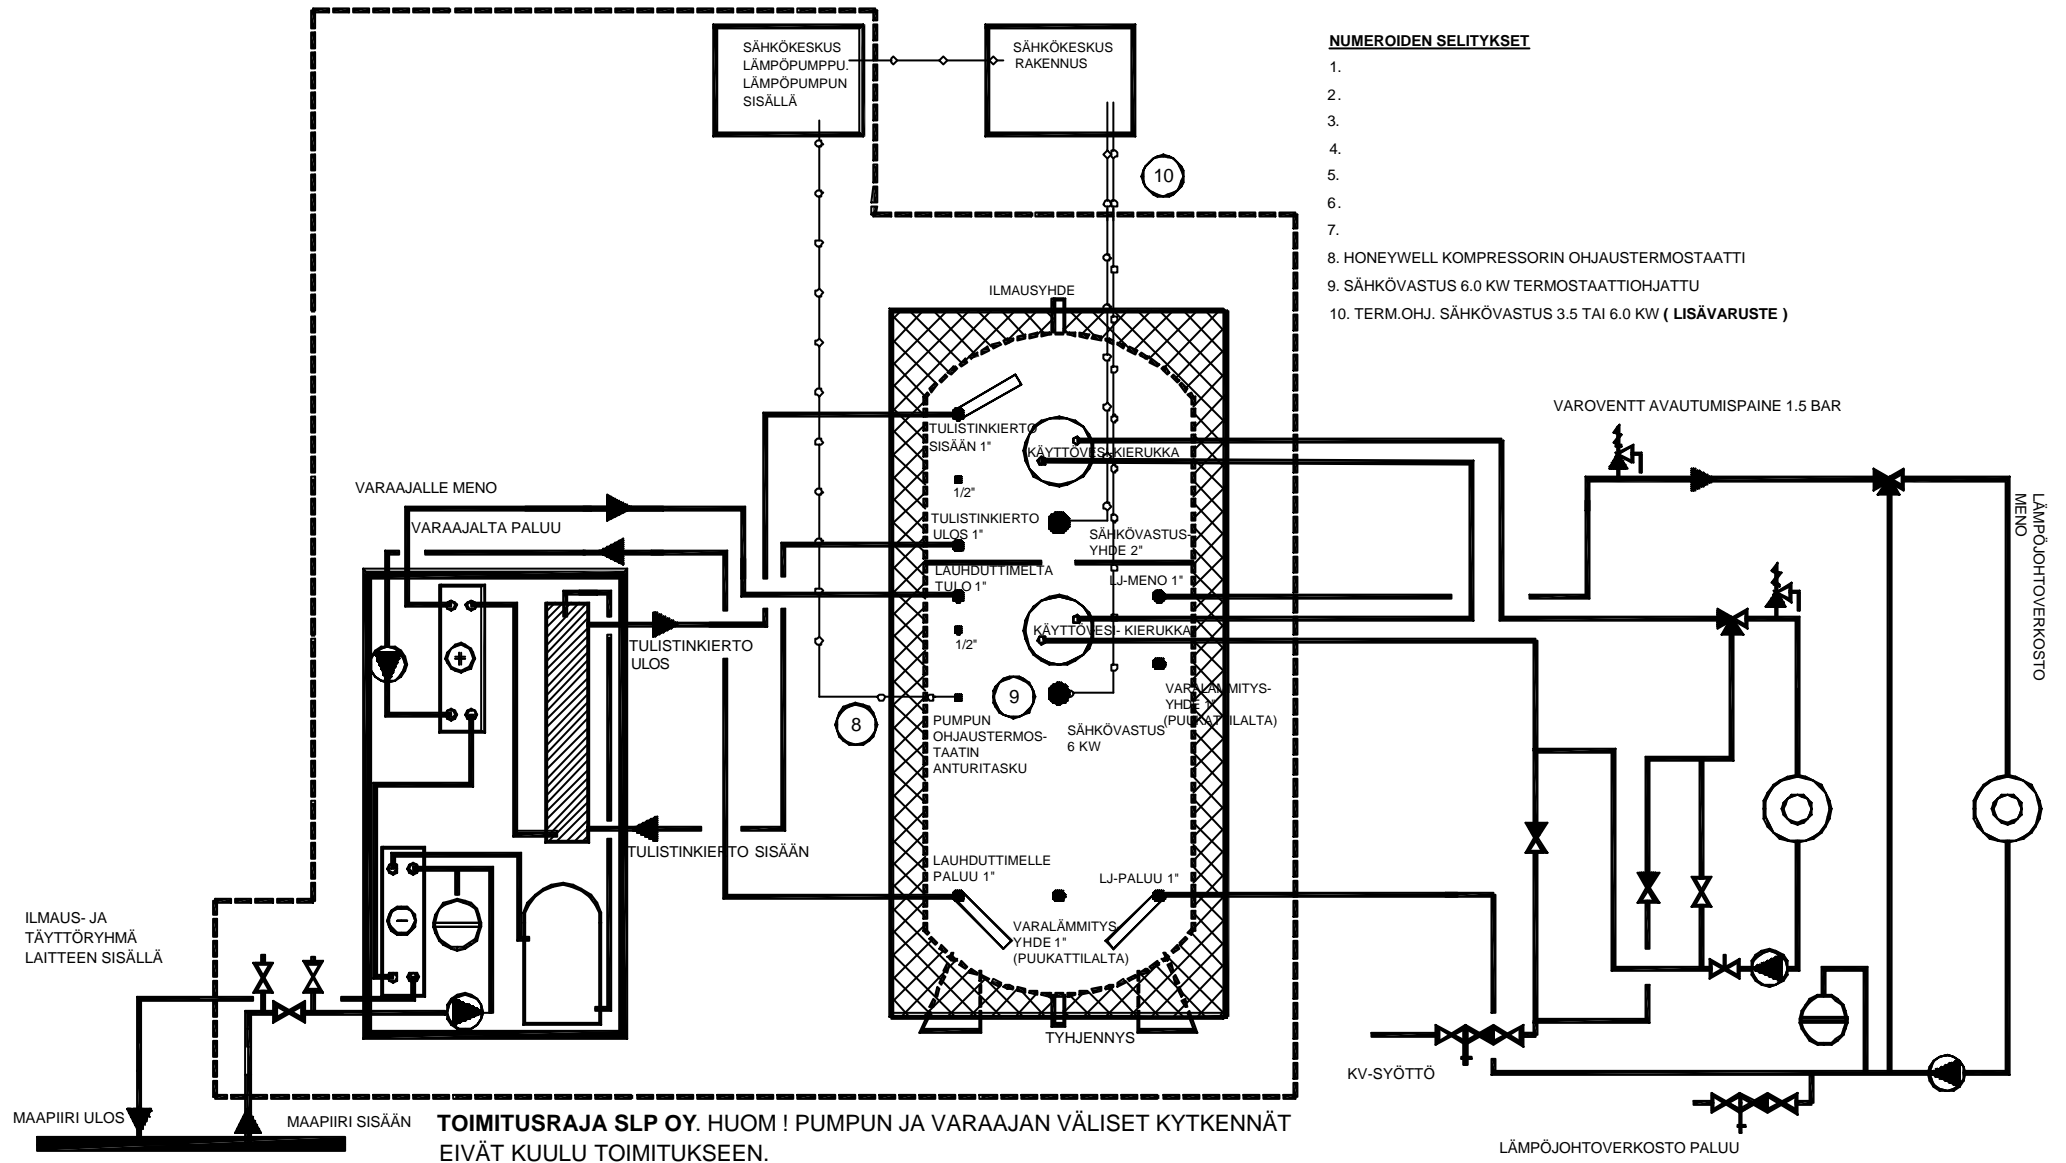 SÄHKÖKESKUS
LÄMPÖPUMPPU.
LÄMPÖPUMPUN
SISÄLLÄ
SÄHKÖKESKUS
RAKENNUS
10
NUMEROIDEN SELITYKSET
1.
2.
3.
4.
5.
6.
7.
8. HONEYWELL KOMPRESSORIN OHJAUSTERMOSTAATTI
9. SÄHKÖVASTUS 6.0 KW TERMOSTAATTIOHJATTU
10. TERM.OHJ. SÄHKÖVASTUS 3.5 TAI 6.0 KW ( LISÄVARUSTE )
ILMAUSYHDE
VAROVENTT AVAUTUMISPAINE 1.5 BAR
TULISTINKIERTO
SISÄÄN 1"
KÄYTTÖVESI-KIERUKKA
1/2"
VARAAJALLE MENO
VARAAJALTA PALUU
TULISTINKIERTO
ULOS 1"
SÄHKÖVASTUS-
YHDE 2"
LAUHDUTTIMELTA
TULO 1"
LJ-MENO 1"
LÄMPÖJOHTOVERKOSTO
MENO
KÄYTTÖVESI- KIERUKKA
1/2"
TULISTINKIERTO
ULOS
+
8
9
VARALÄMMITYS-
YHDE 1"
(PUUKATTILALTA)
PUMPUN
OHJAUSTERMOS-
TAATIN
ANTURITASKU
SÄHKÖVASTUS
6 KW
TULISTINKIERTO SISÄÄN
LAUHDUTTIMELLE
PALUU 1"
LJ-PALUU 1"
VARALÄMMITYS
YHDE 1"
(PUUKATTILALTA)
-
ILMAUS- JA
TÄYTTÖRYHMÄ
LAITTEEN SISÄLLÄ
TYHJENNYS
KV-SYÖTTÖ
MAAPIIRI ULOS
MAAPIIRI SISÄÄN
LÄMPÖJOHTOVERKOSTO PALUU
TOIMITUSRAJA SLP OY. HUOM ! PUMPUN JA VARAAJAN VÄLISET KYTKENNÄT
EIVÄT KUULU TOIMITUKSEEN.